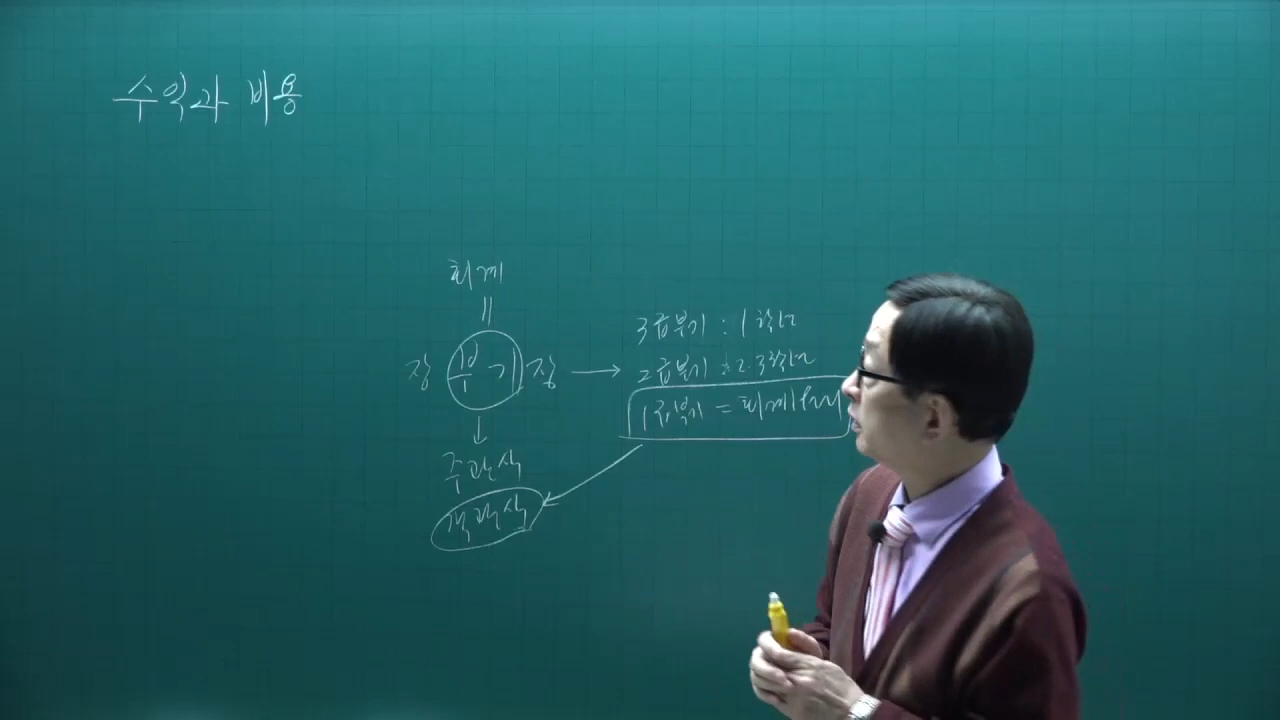 수익과 비용
회계
||
장 부기 장 → 3급부기 : 1학년
2급부기 : 2.3학년
1급부기 = 회계원리
↓
주관식
객관식